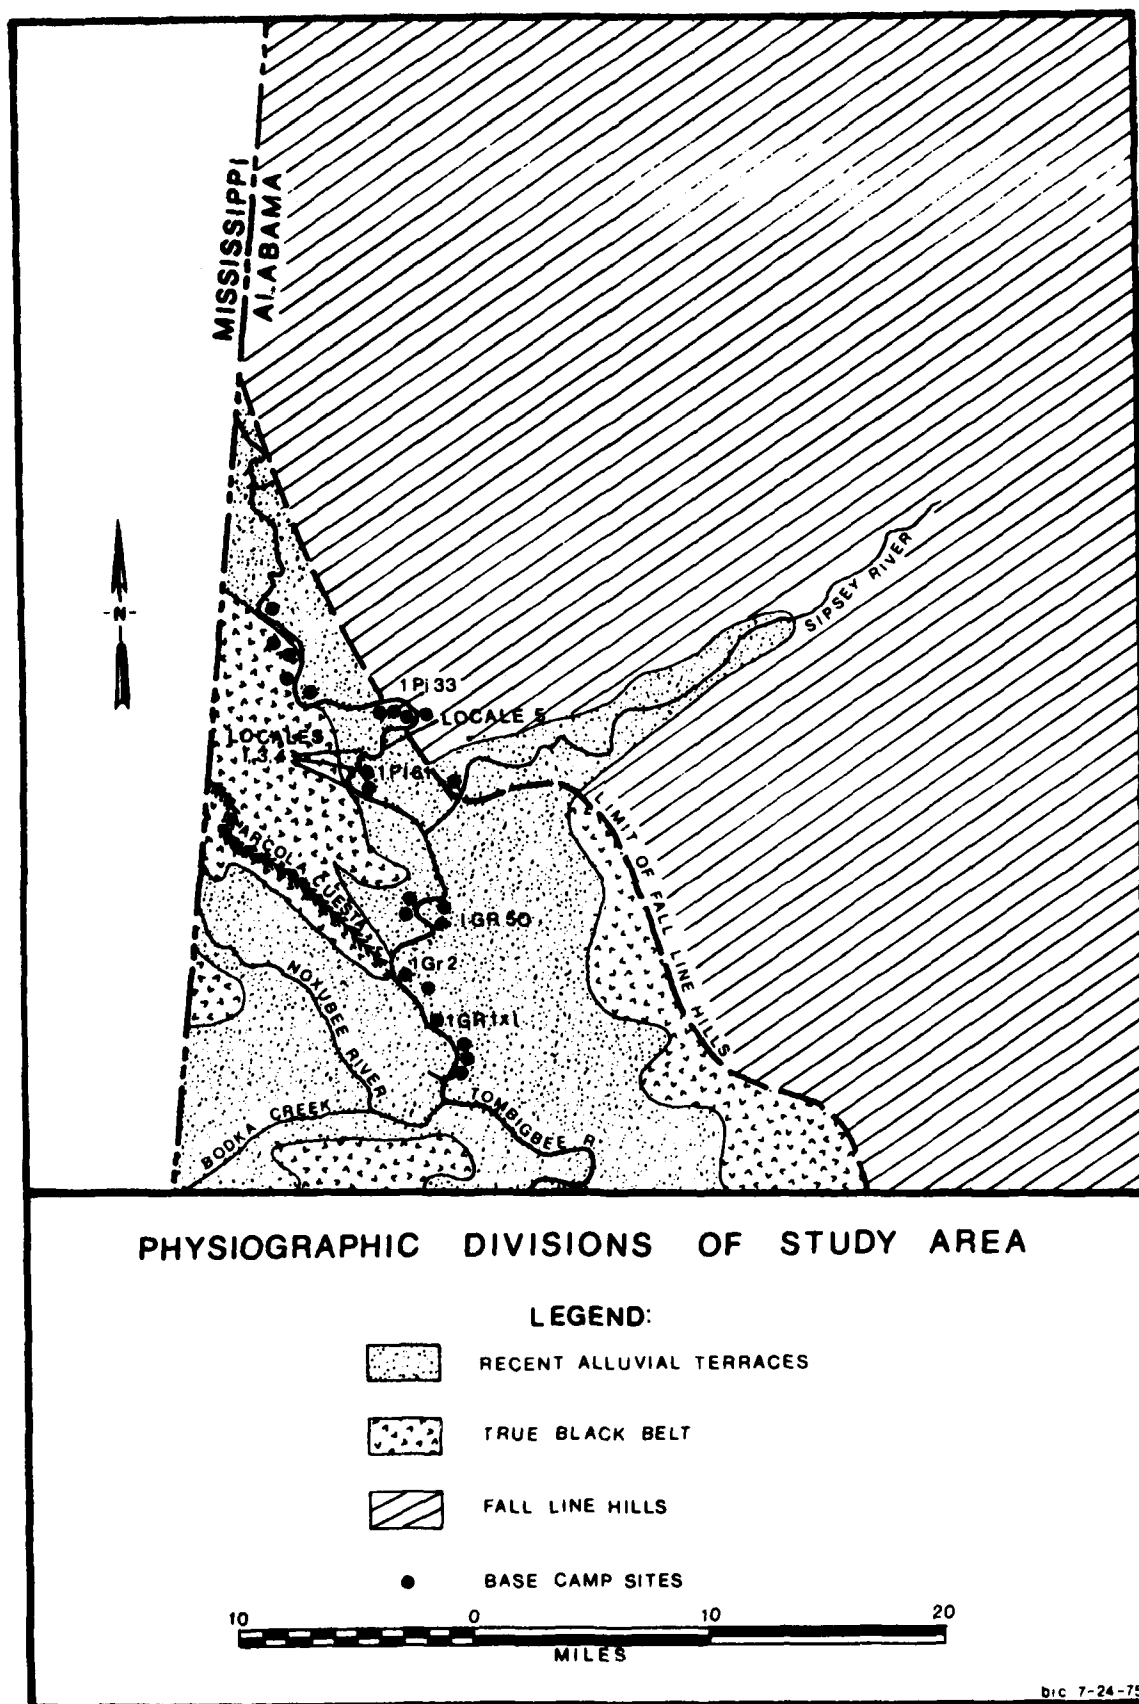 MISSISSIPPI
ALABAMA
-N-
SIPSEY RIVER
1Pi33
LOCALE 5
LOCALES
1,3,4
1Pi61
LIMIT OF FALL LINE HILLS
ARCOLA CUESTA
1GR50
1Gr2
1GR1x1
NOXUBEE RIVER
TOMBIGBEE R.
BODKA CREEK
PHYSIOGRAPHIC DIVISIONS OF STUDY AREA
LEGEND:
RECENT ALLUVIAL TERRACES
TRUE BLACK BELT
FALL LINE HILLS
BASE CAMP SITES
10 0 10 20
MILES
brc 7-24-75